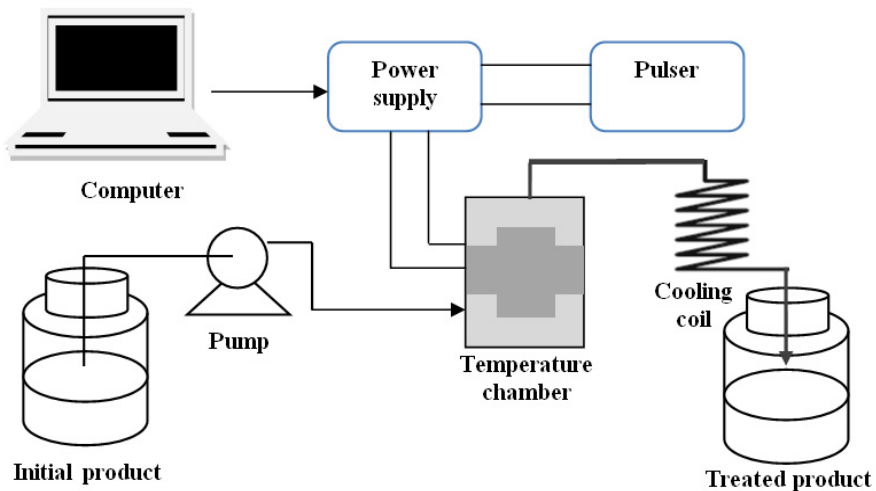 Power
supply
Pulser
Computer
Pump
Cooling
coil
Temperature
chamber
Initial product
Treated product